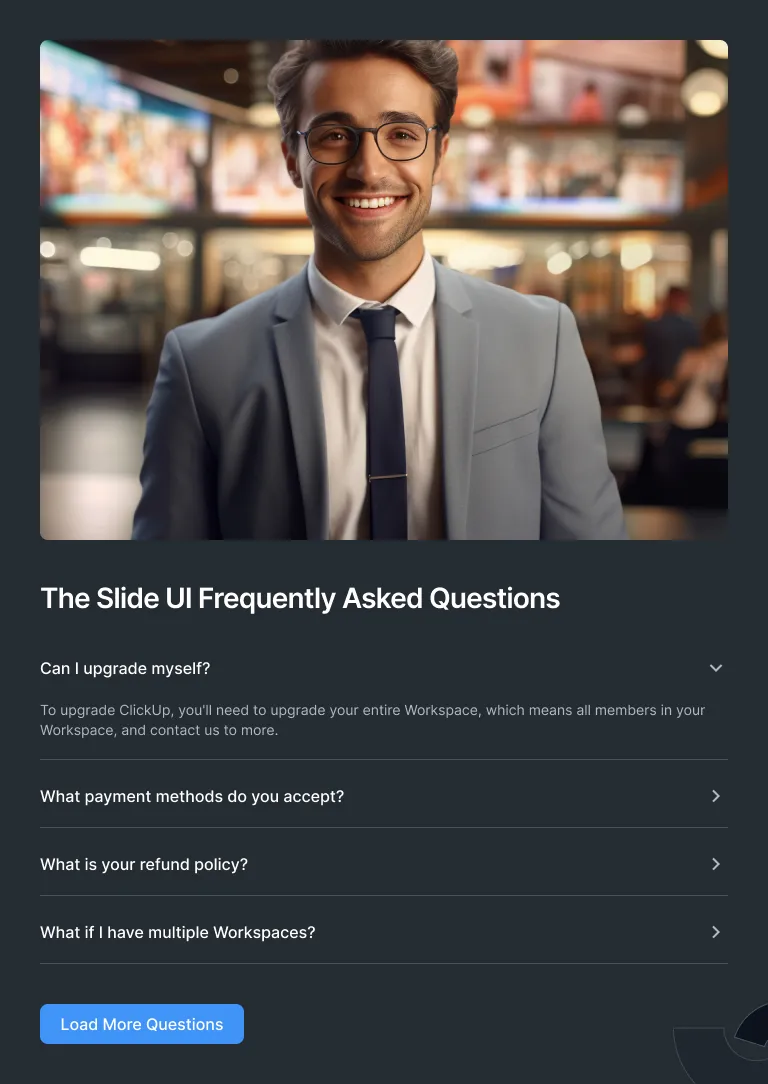 The Slide UI Frequently Asked Questions
Can I upgrade myself?
To upgrade ClickUp, you'll need to upgrade your entire Workspace, which means all members in your
Workspace, and contact us to more.
What payment methods do you accept?
What is your refund policy?
What if I have multiple Workspaces?
Load More Questions